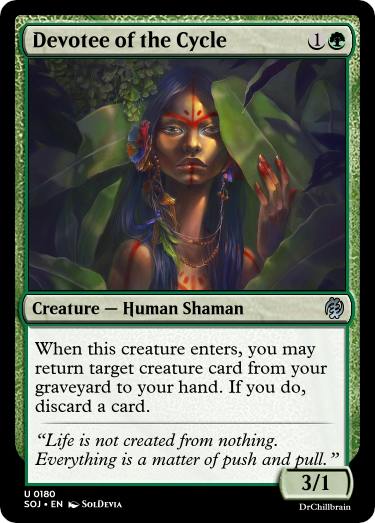 Devotee of the Cycle 1
Creature — Human Shaman
When this creature enters, you may
return target creature card from your
graveyard to your hand. If you do,
discard a card.
“Life is not created from nothing.
Everything is a matter of push and pull.”
3/1
U 0180
SOJ • EN SolDevia
DrChillbrain